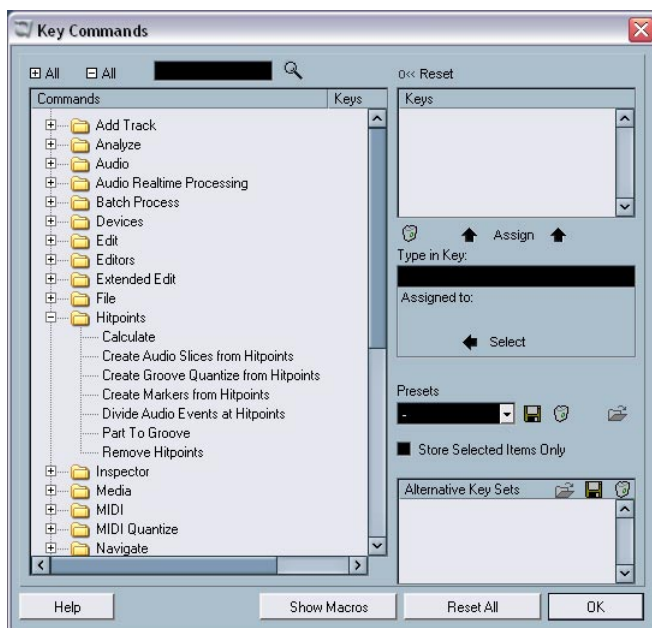 Key Commands
All All
Commands Keys
Add Track
Analyze
Audio
Audio Realtime Processing
Batch Process
Devices
Edit
Editors
Extended Edit
File
Hitpoints
Calculate
Create Audio Slices from Hitpoints
Create Groove Quantize from Hitpoints
Create Markers from Hitpoints
Divide Audio Events at Hitpoints
Part To Groove
Remove Hitpoints
Inspector
Media
MIDI
MIDI Quantize
Navigate
0<< Reset
Keys
Assign
Type in Key:
Assigned to:
Select
Presets
-
Store Selected Items Only
Alternative Key Sets
Help Show Macros Reset All OK